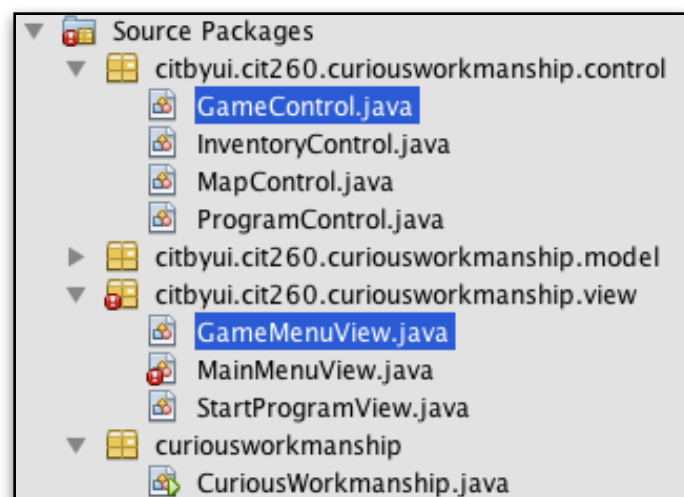 Source Packages
citbyui.cit260.curiousworkmanship.control
GameControl.java
InventoryControl.java
MapControl.java
ProgramControl.java
citbyui.cit260.curiousworkmanship.model
citbyui.cit260.curiousworkmanship.view
GameMenuView.java
MainMenuView.java
StartProgramView.java
curiousworkmanship
CuriousWorkmanship.java